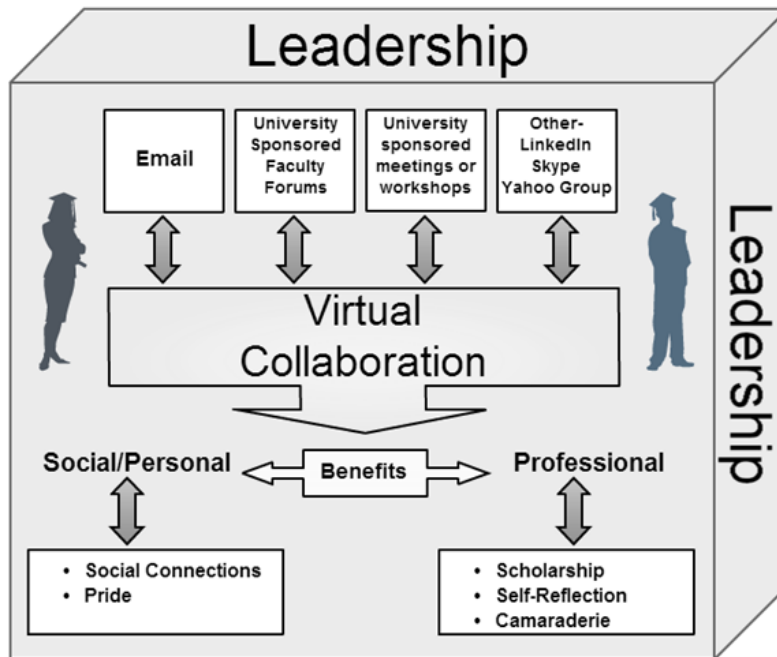 Leadership
Leadership
Email
University
Sponsored
Faculty
Forums
University
sponsored
meetings or
workshops
Other-
LinkedIn
Skype
Yahoo Group
Virtual
Collaboration
Social/Personal
Benefits
Professional
• Social Connections
• Pride
• Scholarship
• Self-Reflection
• Camaraderie